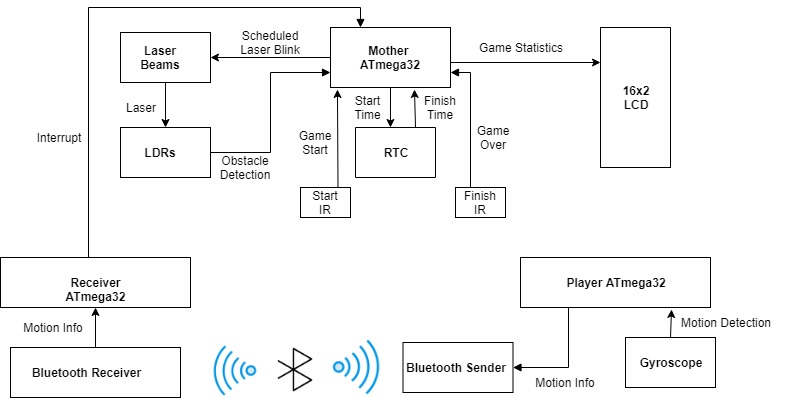 Scheduled
Laser Blink
Laser
Beams
Mother
ATmega32
Game Statistics
16x2
LCD
Laser
Start
Time
Finish
Time
Interrupt
LDRs
Obstacle
Detection
Game
Start
RTC
Game
Over
Start
IR
Finish
IR
Receiver
ATmega32
Player ATmega32
Motion Info
Motion Detection
Bluetooth Receiver
Bluetooth Sender
Gyroscope
Motion Info